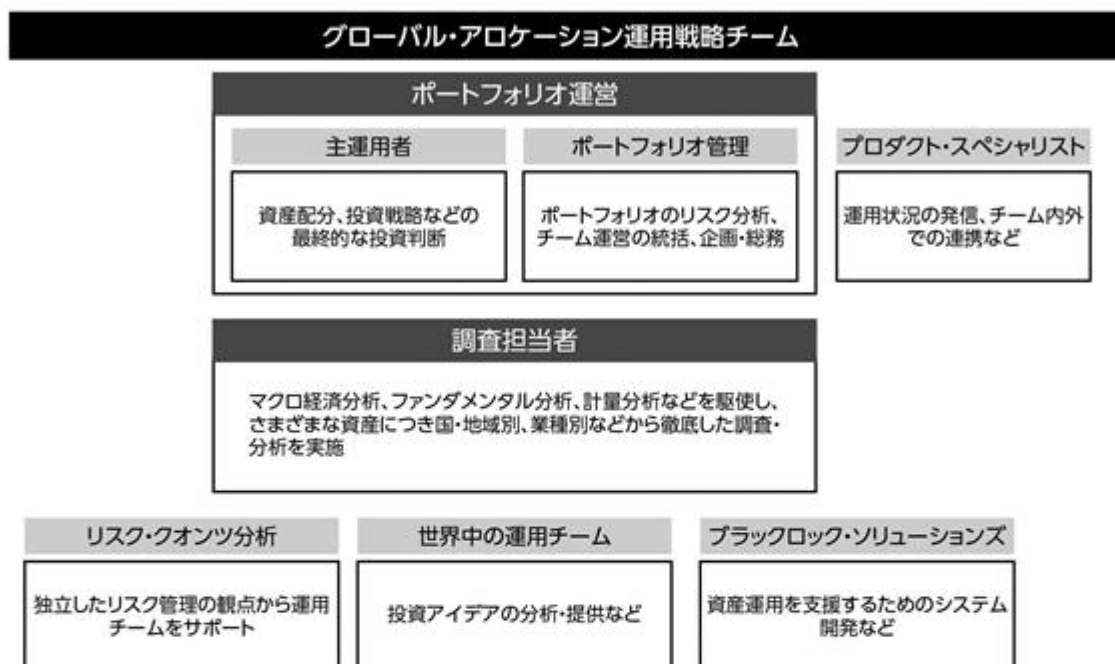 グローバル・アロケーション運用戦略チーム
ポートフォリオ運営
主運用者
資産配分、投資戦略などの
最終的な投資判断
ポートフォリオ管理
ポートフォリオのリスク分析、
チーム運営の統括、企画・総務
プロダクト・スペシャリスト
運用状況の発信、チーム内外
での連携など
調査担当者
マクロ経済分析、ファンダメンタル分析、計量分析などを駆使し、
さまざまな資産につき国・地域別、業種別などから徹底した調査・
分析を実施
リスク・クオンツ分析
独立したリスク管理の観点から運用
チームをサポート
世界中の運用チーム
投資アイデアの分析・提供など
ブラックロック・ソリューションズ
資産運用を支援するためのシステム
開発など